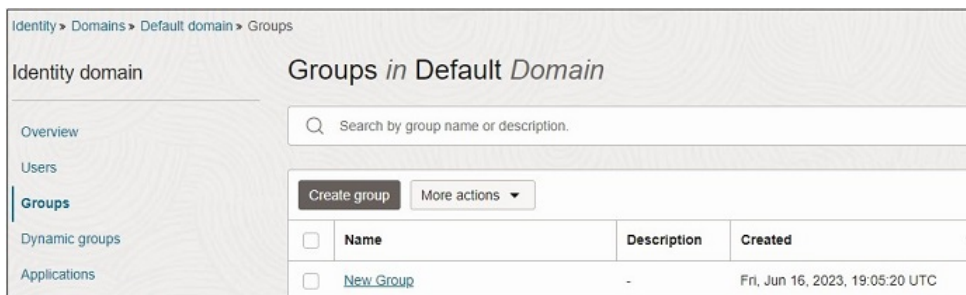 Identity » Domains » Default domain » Groups
Identity domain
Overview
Users
Groups
Dynamic groups
Applications
Groups in Default Domain
Search by group name or description.
Create group More actions
Name Description Created
New Group - Fri, Jun 16, 2023, 19:05:20 UTC